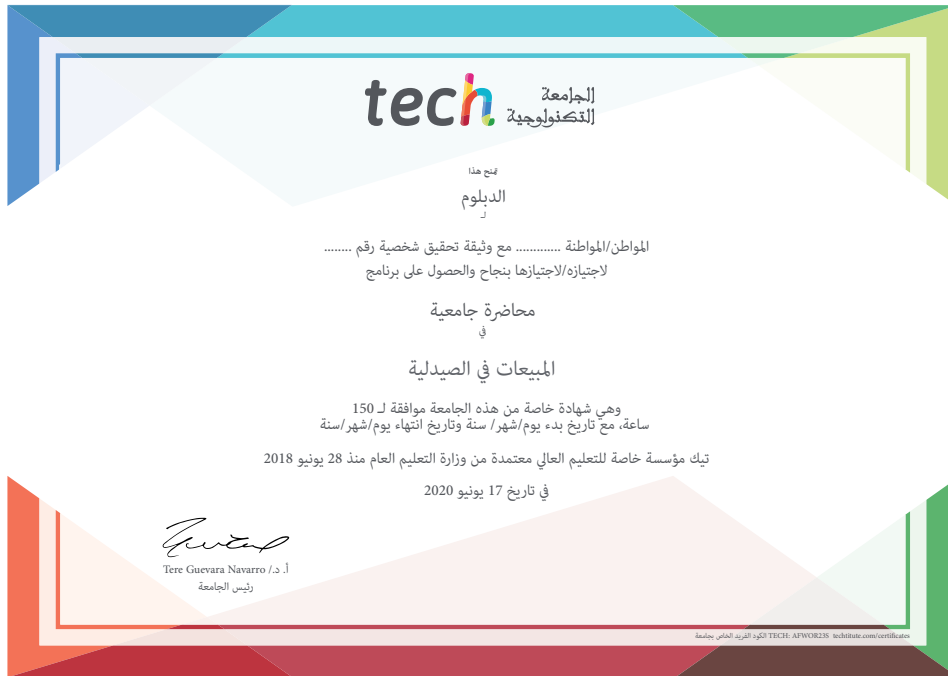 tech الجامعة
التكنولوجية
يمنح هذا
الدبلوم
لـ
المواطن/المواطنة ............. مع وثيقة تحقيق شخصية رقم ........
لاجتيازه/لاجتيازها بنجاح والحصول على برنامج
محاضرة جامعية
في
المبيعات في الصيدلية
وهي شهادة خاصة من هذه الجامعة موافقة لـ 150
ساعة، مع تاريخ بدء يوم/شهر/ سنة وتاريخ انتهاء يوم/شهر/سنة
تيك مؤسسة خاصة للتعليم العالي معتمدة من وزارة التعليم العام منذ 28 يونيو 2018
في تاريخ 17 يونيو 2020
أ. د./ Tere Guevara Navarro
رئيس الجامعة
الكود الفريد الخاص بجامعة TECH: AFWOR23S techtitute.com/certificates